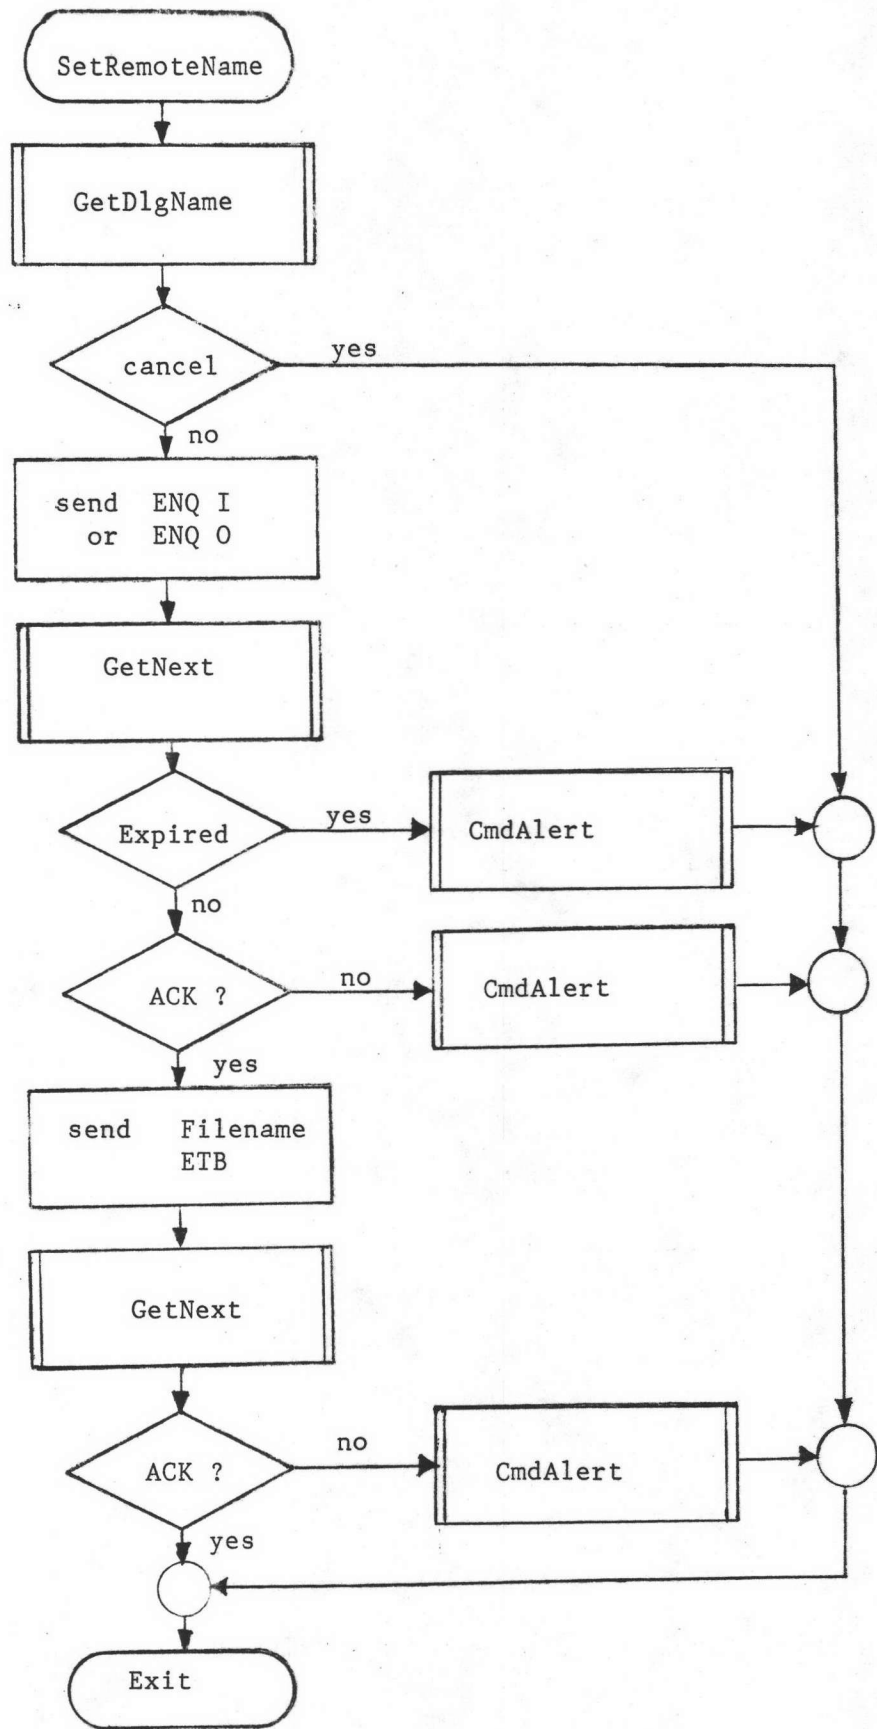 SetRemoteName
GetDlgName
cancel
yes
no
send ENQ I
or ENQ O
GetNext
Expired
yes
CmdAlert
no
ACK ?
no
CmdAlert
yes
send Filename
ETB
GetNext
ACK ?
no
CmdAlert
yes
Exit